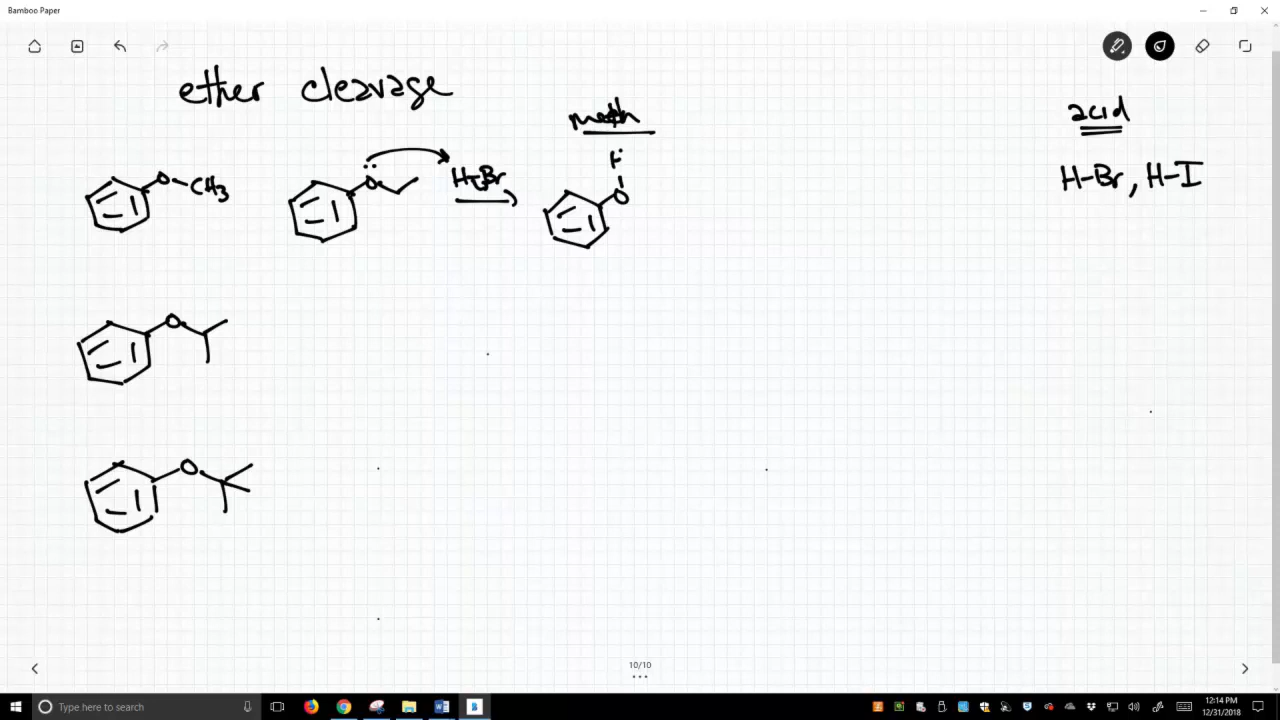 Bamboo Paper
ether cleavage
acid
H-Br, H-I
O-CH3
O
H-Br
O
O
O
10/10
Type here to search
12:14 PM
12/31/2018